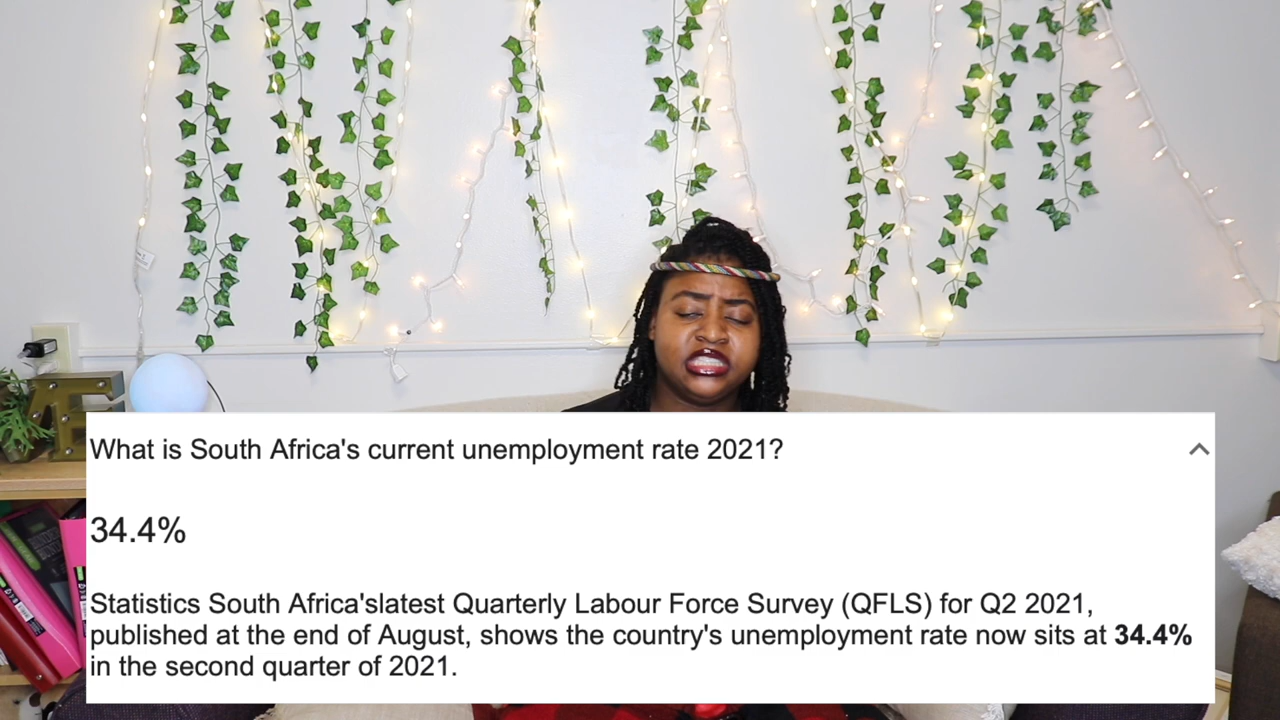 What is South Africa's current unemployment rate 2021?
34.4%
Statistics South Africa'slatest Quarterly Labour Force Survey (QFLS) for Q2 2021,
published at the end of August, shows the country's unemployment rate now sits at 34.4%
in the second quarter of 2021.